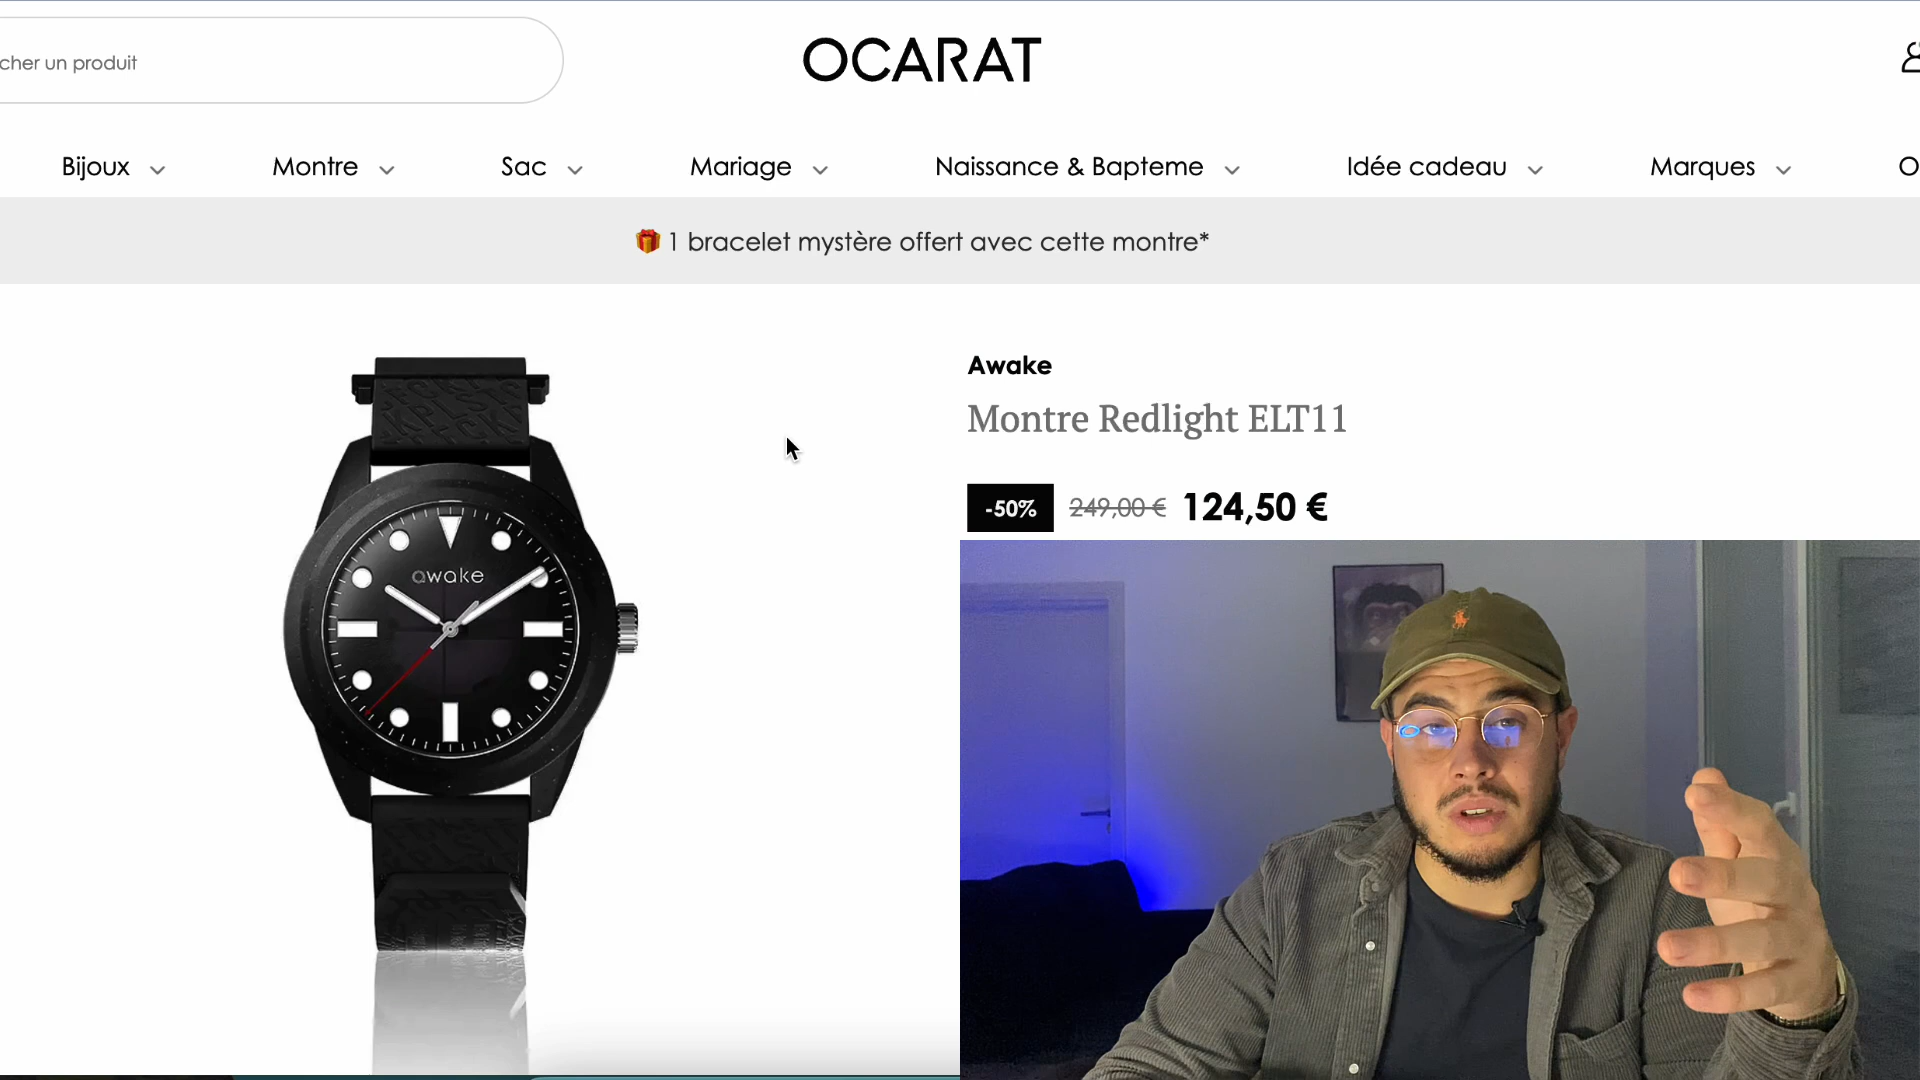 cher un produit
OCARAT
Bijoux
Montre
Sac
Mariage
Naissance & Bapteme
Idée cadeau
Marques
O
1 bracelet mystère offert avec cette montre*
awake
Awake
Montre Redlight ELT11
-50% 249,00 € 124,50 €